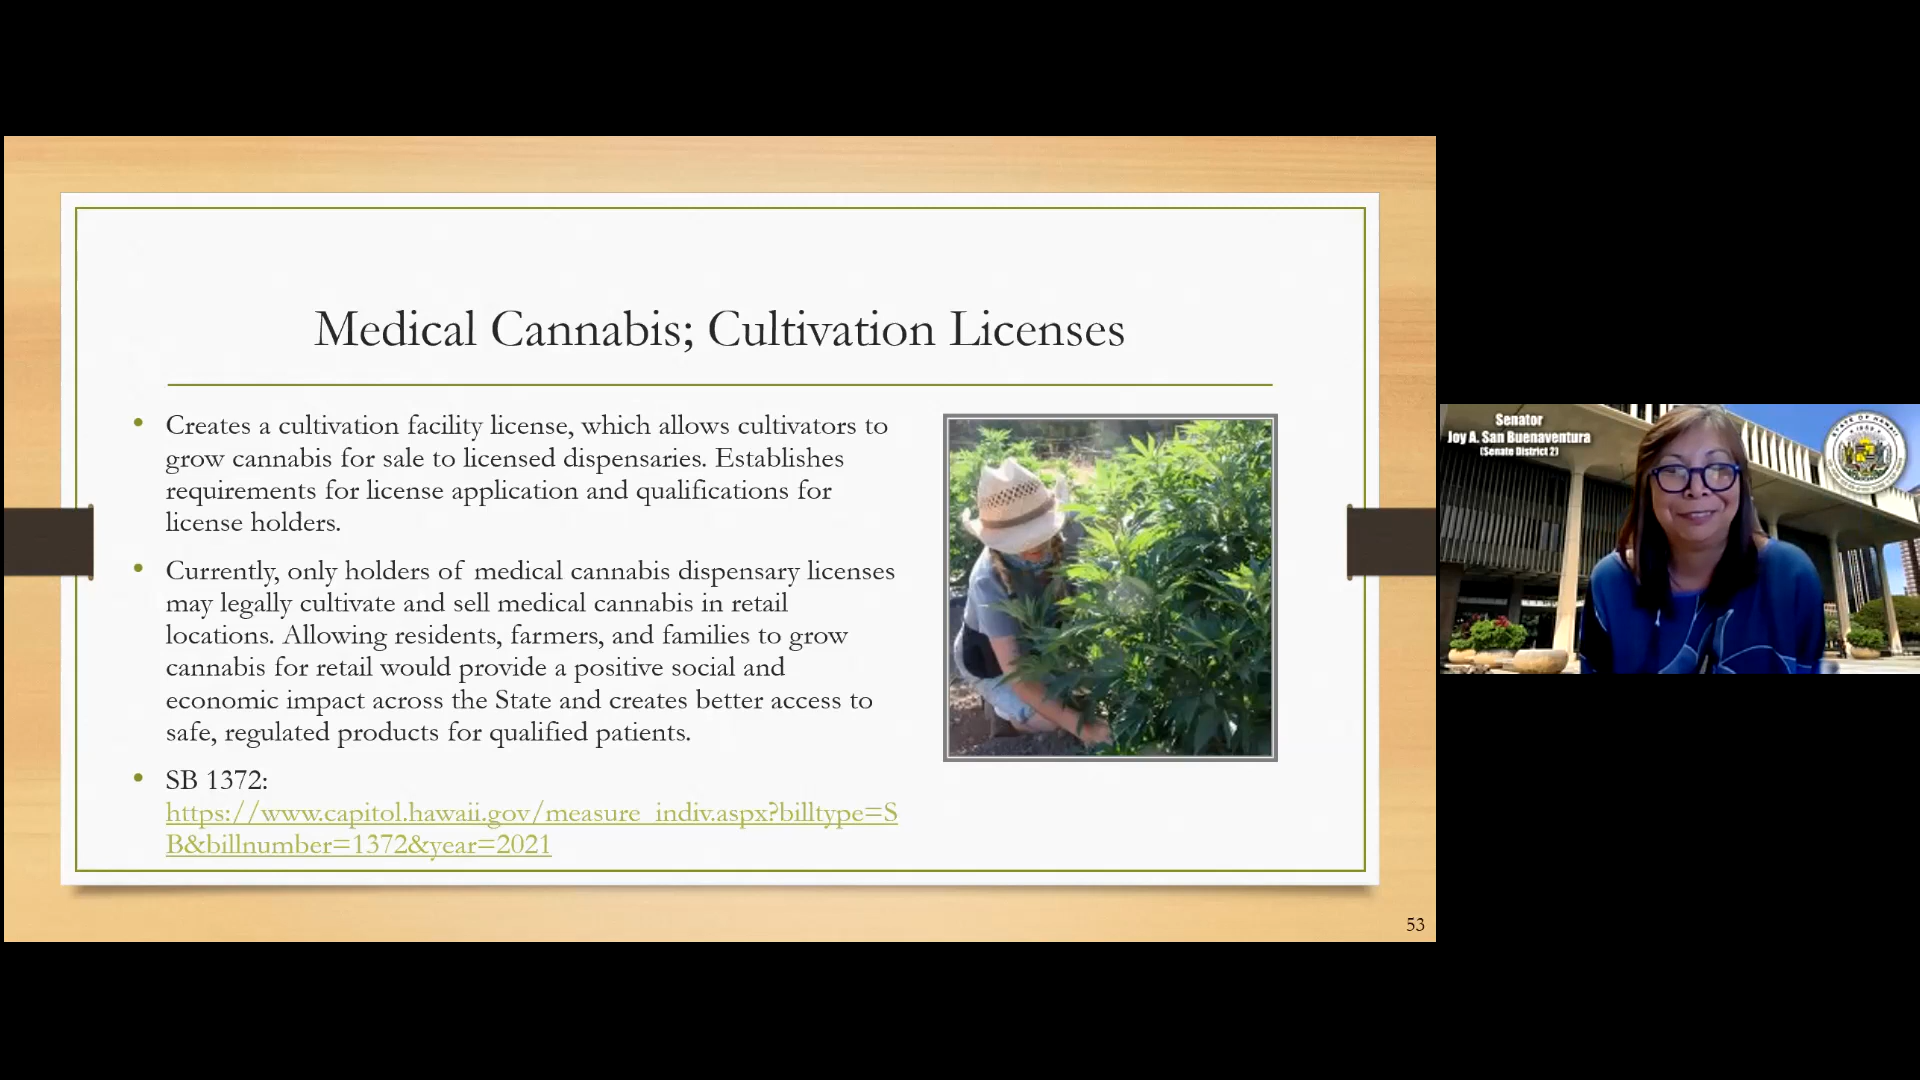 Medical Cannabis; Cultivation Licenses
• Creates a cultivation facility license, which allows cultivators to
grow cannabis for sale to licensed dispensaries. Establishes
requirements for license application and qualifications for
license holders.
• Currently, only holders of medical cannabis dispensary licenses
may legally cultivate and sell medical cannabis in retail
locations. Allowing residents, farmers, and families to grow
cannabis for retail would provide a positive social and
economic impact across the State and creates better access to
safe, regulated products for qualified patients.
• SB 1372:
https://www.capitol.hawaii.gov/measure_indiv.aspx?billtype=S
B&billnumber=1372&year=2021
53
Senator
Joy A. San Buenaventura
(Senate District 2)
STATE OF HAWAII
1959